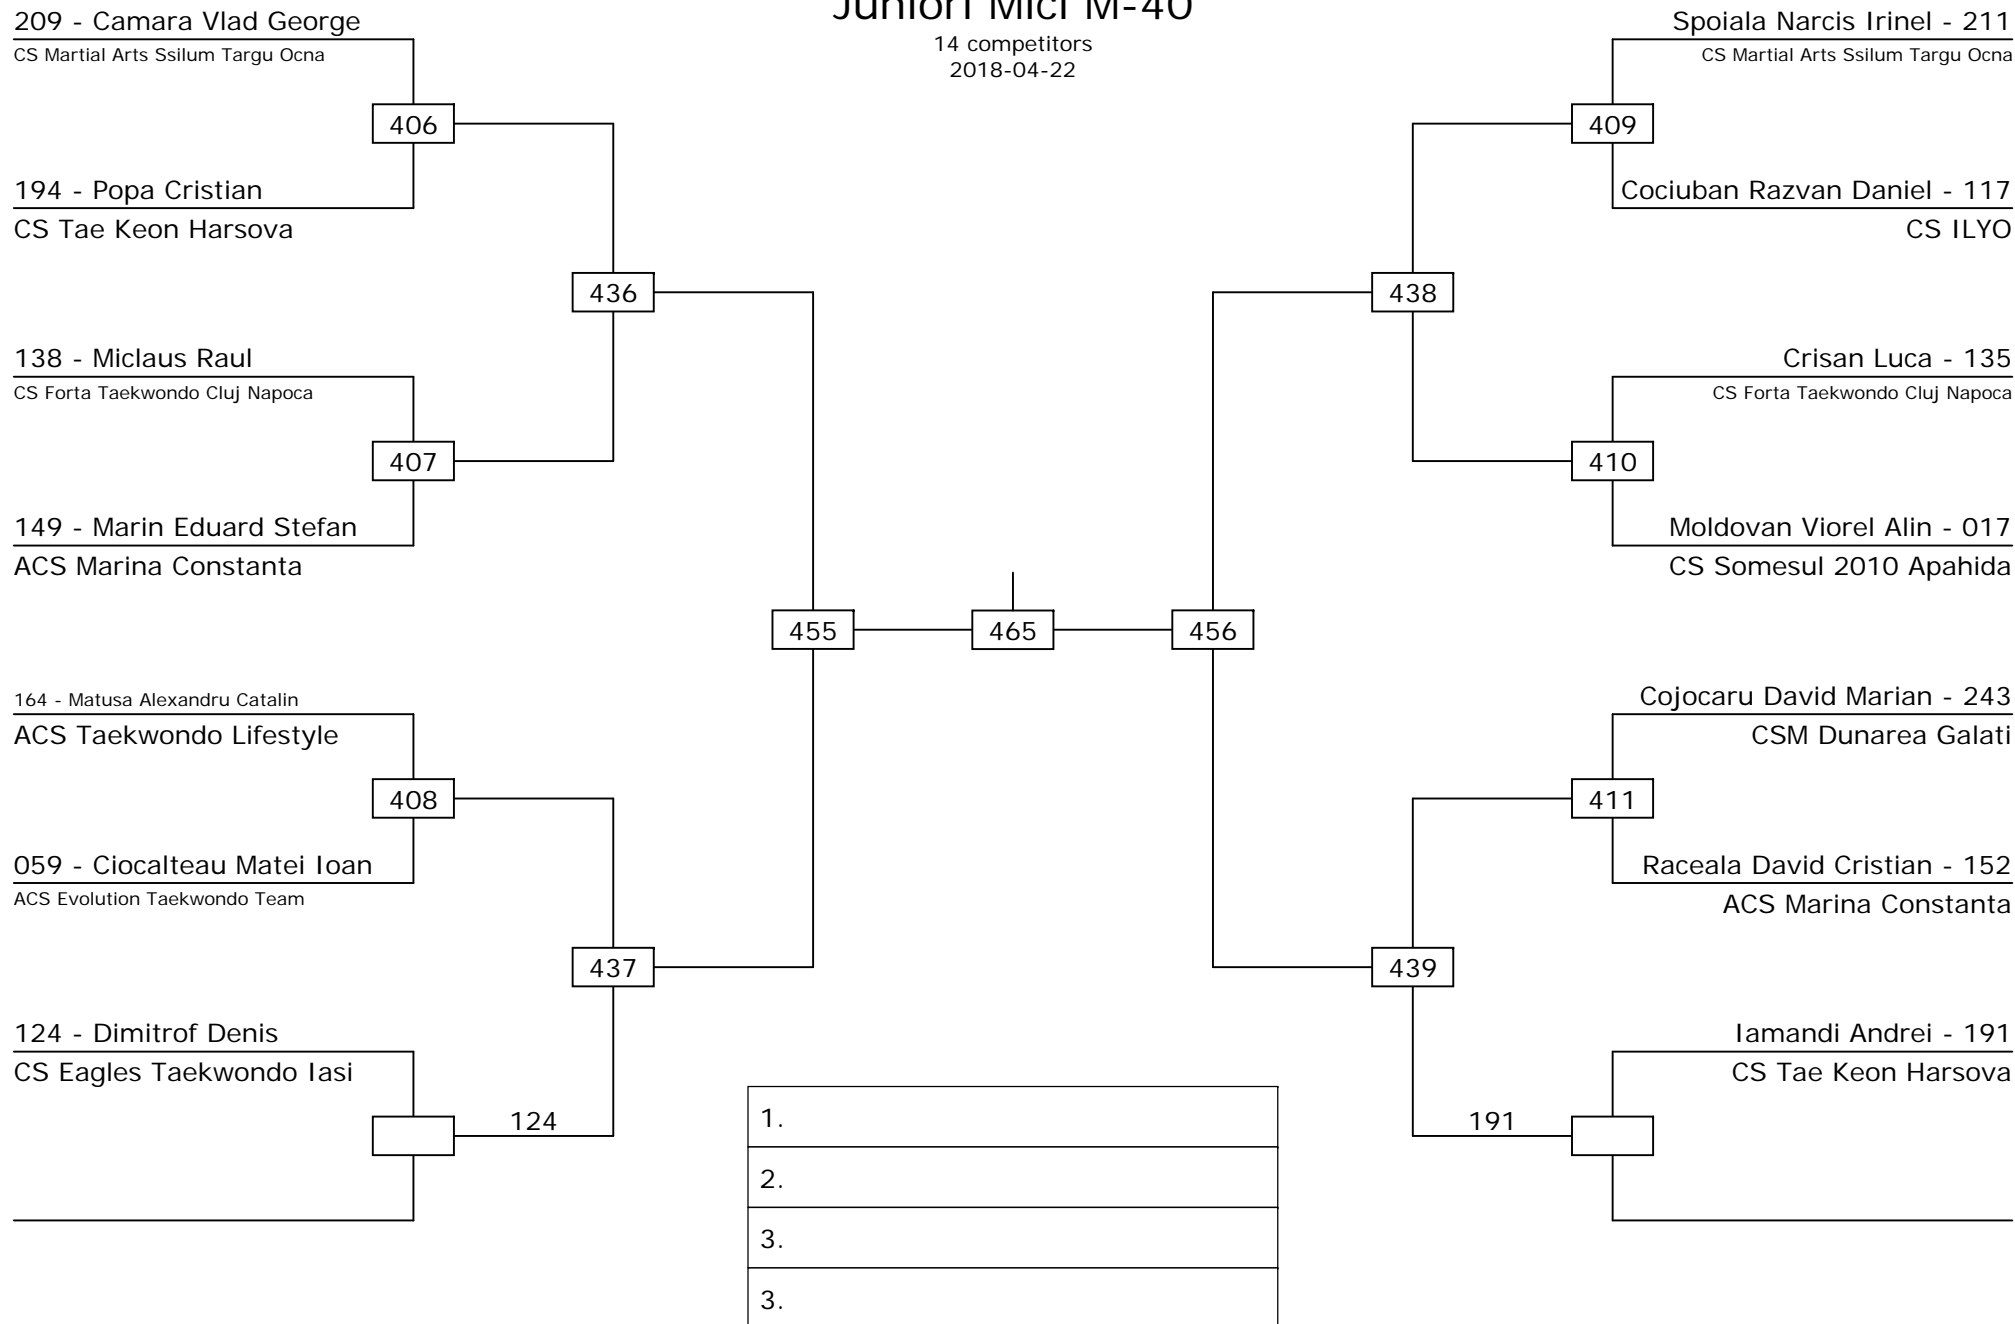 Juniori Mici M-40
14 competitors
2018-04-22
209 - Camara Vlad George
CS Martial Arts Ssilum Targu Ocna
406
194 - Popa Cristian
CS Tae Keon Harsova
436
138 - Miclaus Raul
CS Forta Taekwondo Cluj Napoca
407
149 - Marin Eduard Stefan
ACS Marina Constanta
455
164 - Matusa Alexandru Catalin
ACS Taekwondo Lifestyle
408
059 - Ciocalteau Matei Ioan
ACS Evolution Taekwondo Team
437
124 - Dimitrof Denis
CS Eagles Taekwondo Iasi
124
465
Spoiala Narcis Irinel - 211
CS Martial Arts Ssilum Targu Ocna
409
Cociuban Razvan Daniel - 117
CS ILYO
438
Crisan Luca - 135
CS Forta Taekwondo Cluj Napoca
410
Moldovan Viorel Alin - 017
CS Somesul 2010 Apahida
456
Cojocaru David Marian - 243
CSM Dunarea Galati
411
Raceala David Cristian - 152
ACS Marina Constanta
439
Iamandi Andrei - 191
CS Tae Keon Harsova
191
1.
2.
3.
3.